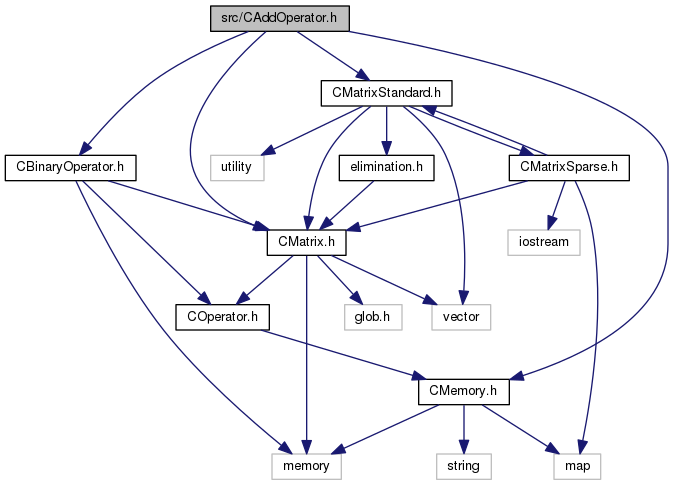 src/CAddOperator.h
CMatrixStandard.h
CBinaryOperator.h
utility
elimination.h
CMatrixSparse.h
CMatrix.h
iostream
COperator.h
glob.h
vector
CMemory.h
memory
string
map